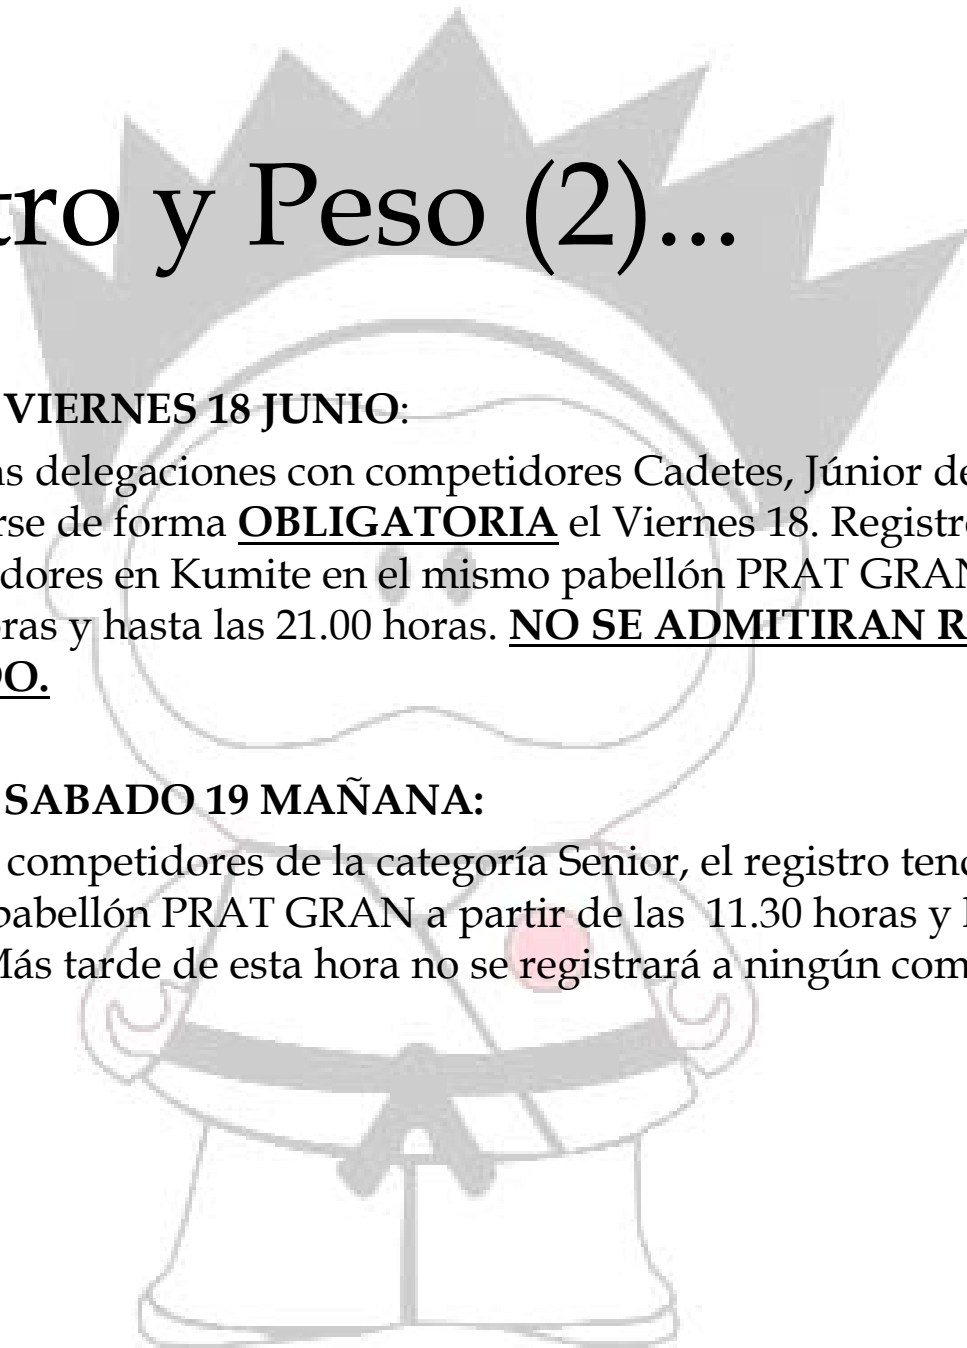 tro y Peso (2)...
VIERNES 18 JUNIO:
s delegaciones con competidores Cadetes, Júnior de
rse de forma OBLIGATORIA el Viernes 18. Registro
dores en Kumite en el mismo pabellón PRAT GRAN
ras y hasta las 21.00 horas. NO SE ADMITIRAN R
O.
SABADO 19 MAÑANA:
competidores de la categoría Senior, el registro tend
pabellón PRAT GRAN a partir de las 11.30 horas y
Más tarde de esta hora no se registrará a ningún com